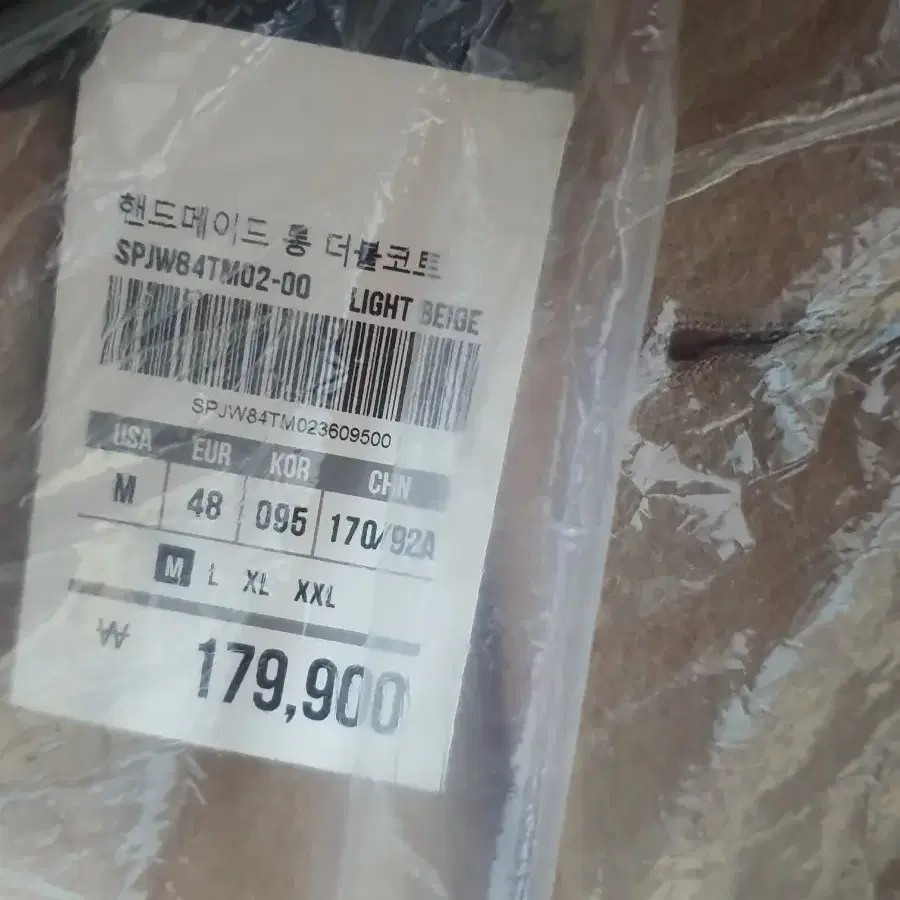 핸드메이드 롱 더블코트
SPJW84TM02-00 LIGHT BEIGE
SPJW84TM023609500
USA EUR KOR CHN
M 48 095 170/92A
M L XL XXL
₩ 179,900